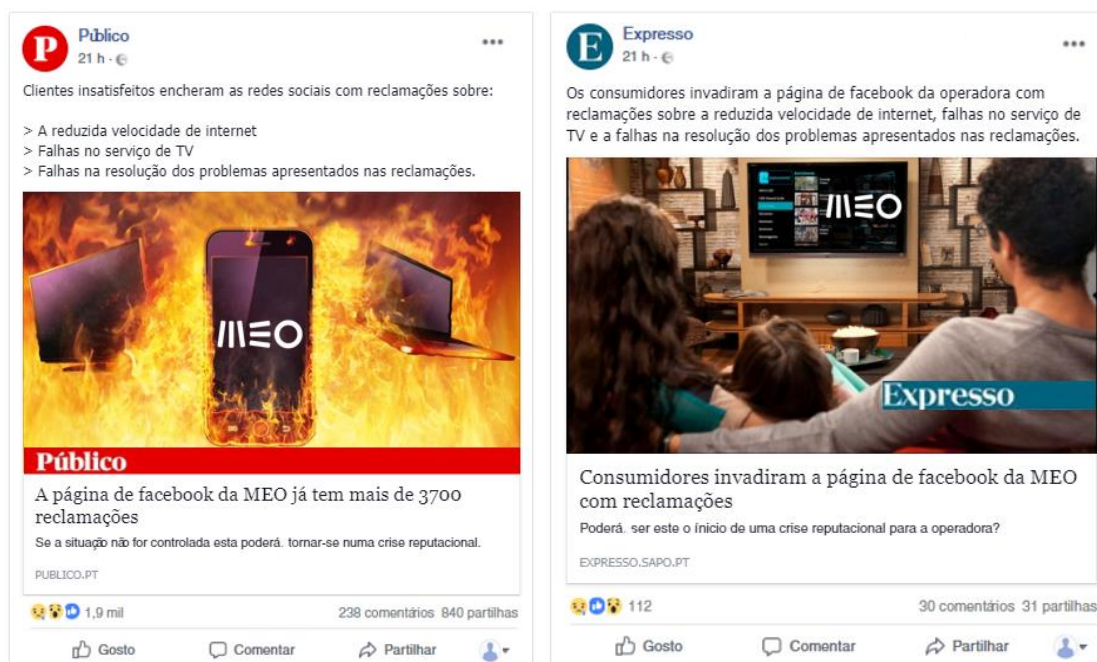 Público
21 h
Clientes insatisfeitos encheram as redes sociais com reclamações sobre:
> A reduzida velocidade de internet
> Falhas no serviço de TV
> Falhas na resolução dos problemas apresentados nas reclamações.
MEO
Público
A página de facebook da MEO já tem mais de 3700
reclamações
Se a situação não for controlada esta poderá. tornar-se numa crise reputacional.
PUBLICO.PT
1,9 mil
238 comentários 840 partilhas
Gosto Comentar Partilhar
Expresso
21 h
Os consumidores invadiram a página de facebook da operadora com
reclamações sobre a reduzida velocidade de internet, falhas no serviço de
TV e a falhas na resolução dos problemas apresentados nas reclamações.
MEO
Expresso
Consumidores invadiram a página de facebook da MEO
com reclamações
Poderá. ser este o ínicio de uma crise reputacional para a operadora?
EXPRESSO.SAPO.PT
112
30 comentários 31 partilhas
Gosto Comentar Partilhar